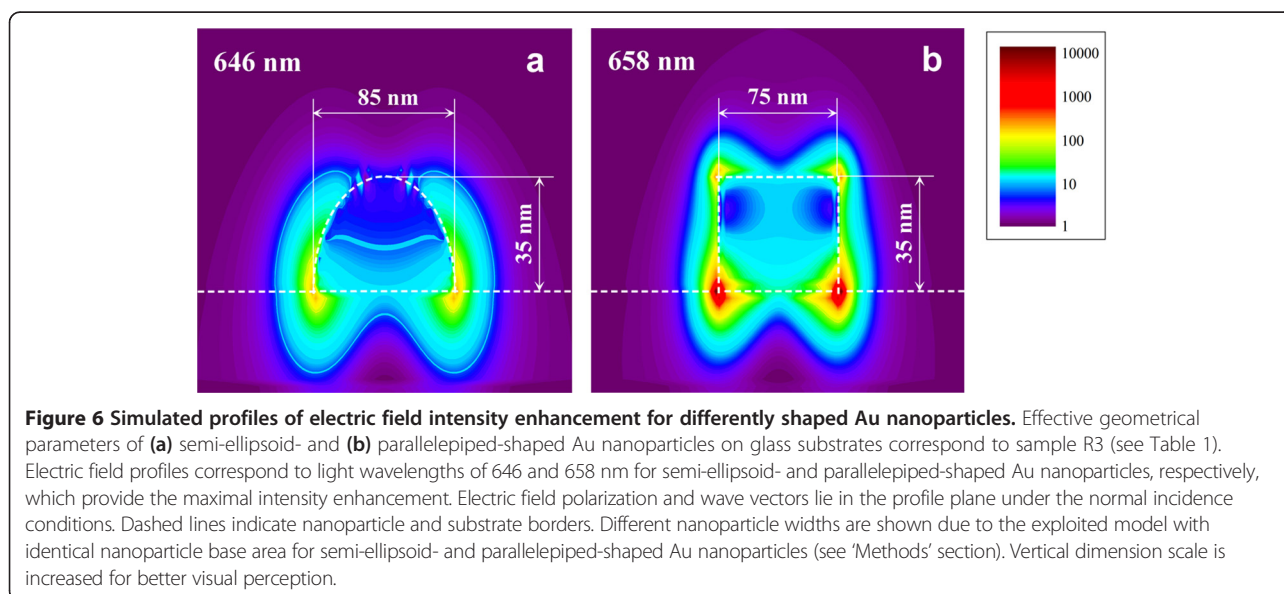 646 nm
a
85 nm
35 nm
658 nm
b
75 nm
35 nm
10000
1000
100
10
1
Figure 6 Simulated profiles of electric field intensity enhancement for differently shaped Au nanoparticles. Effective geometrical
parameters of (a) semi-ellipsoid- and (b) parallelepiped-shaped Au nanoparticles on glass substrates correspond to sample R3 (see Table 1).
Electric field profiles correspond to light wavelengths of 646 and 658 nm for semi-ellipsoid- and parallelepiped-shaped Au nanoparticles, respectively,
which provide the maximal intensity enhancement. Electric field polarization and wave vectors lie in the profile plane under the normal incidence
conditions. Dashed lines indicate nanoparticle and substrate borders. Different nanoparticle widths are shown due to the exploited model with
identical nanoparticle base area for semi-ellipsoid- and parallelepiped-shaped Au nanoparticles (see ‘Methods’ section). Vertical dimension scale is
increased for better visual perception.